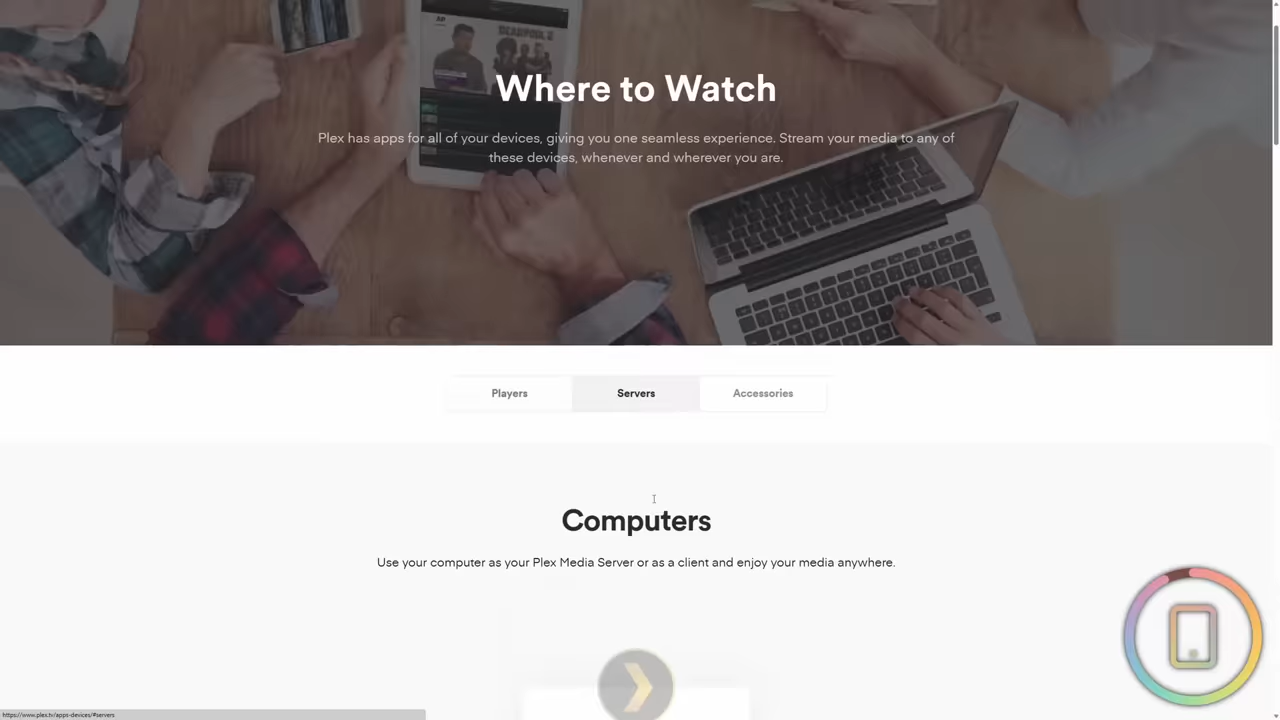 DEADPOOL 2
Where to Watch
Plex has apps for all of your devices, giving you one seamless experience. Stream your media to any of
these devices, whenever and wherever you are.
Players
Servers
Accessories
Computers
Use your computer as your Plex Media Server or as a client and enjoy your media anywhere.
https://www.plex.tv/apps-devices/#servers